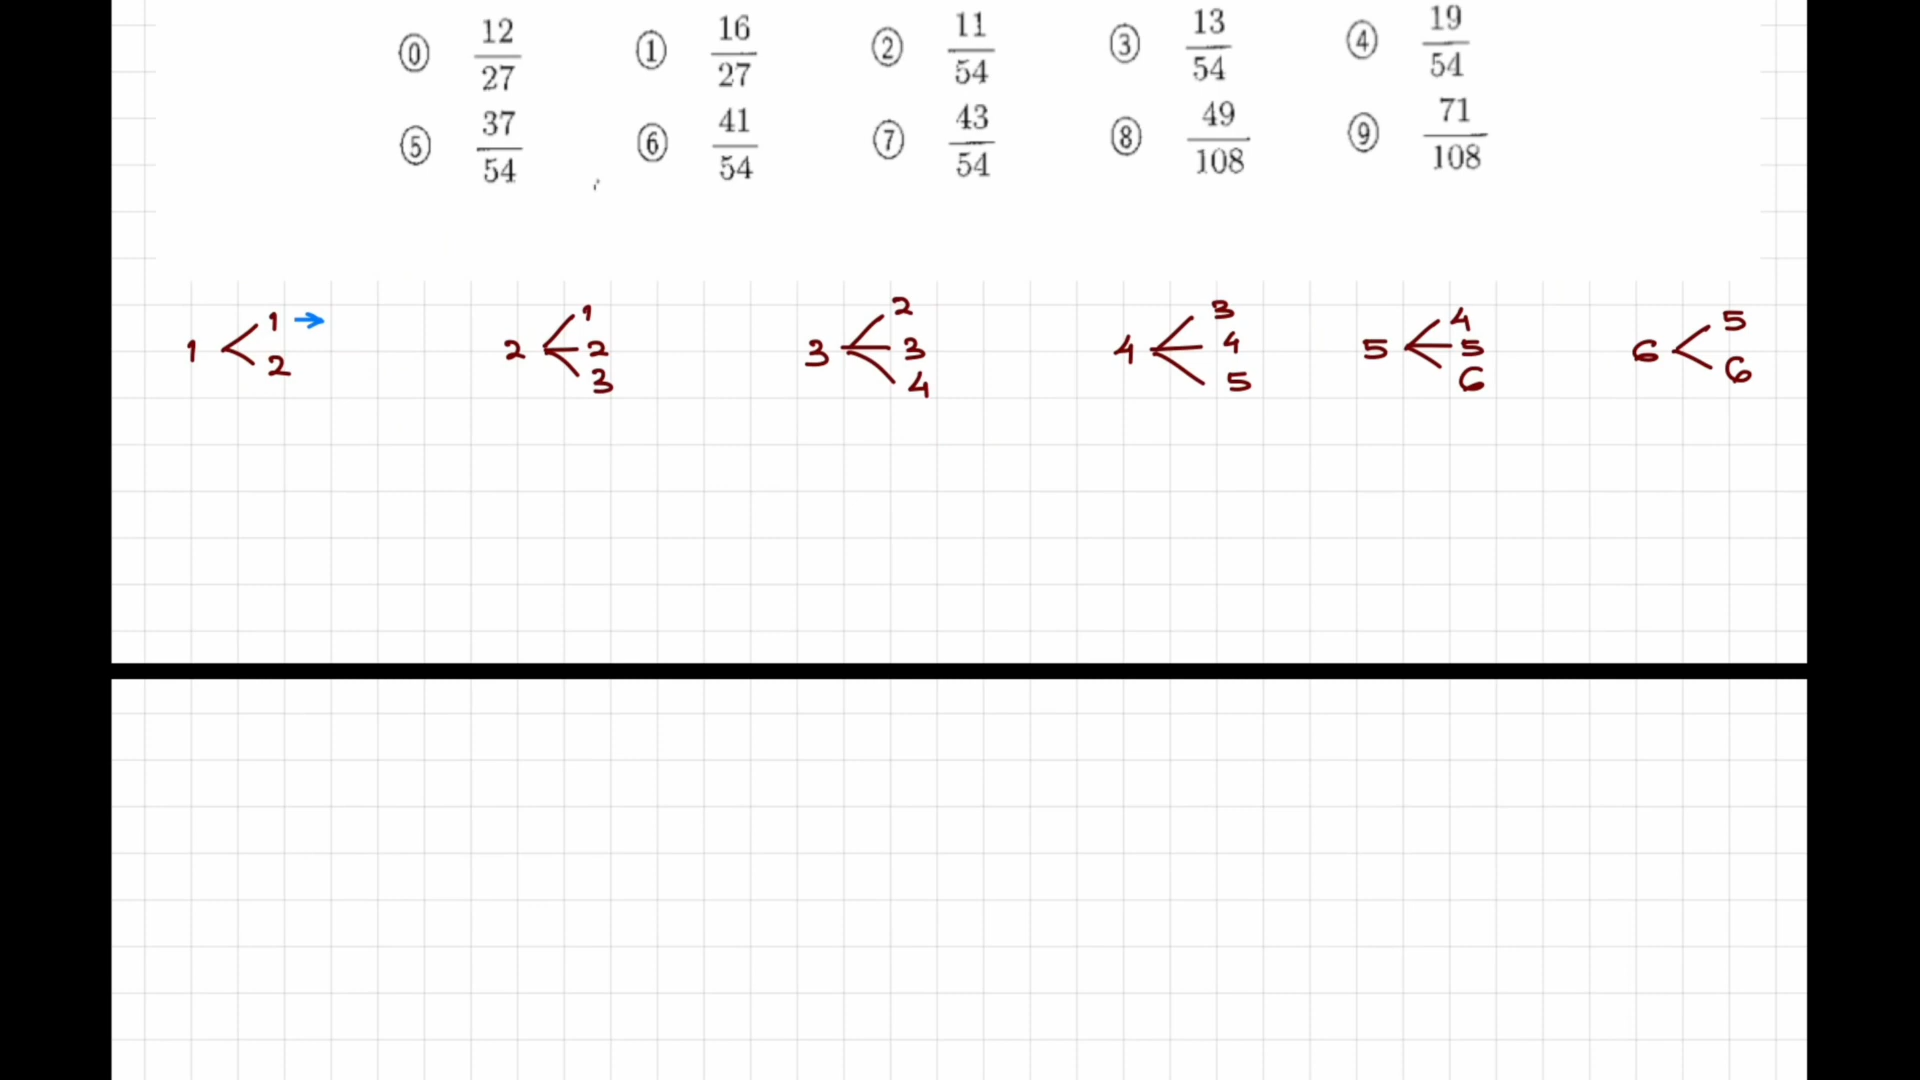 ⓪ 12/27 ① 16/27 ② 11/54 ③ 13/54 ④ 19/54
⑤ 37/54 ⑥ 41/54 ⑦ 43/54 ⑧ 49/108 ⑨ 71/108
1 < 1 → 2
2 < 1 2 3
3 < 2 3 4
4 < 3 4 5
5 < 4 5 6
6 < 5 6